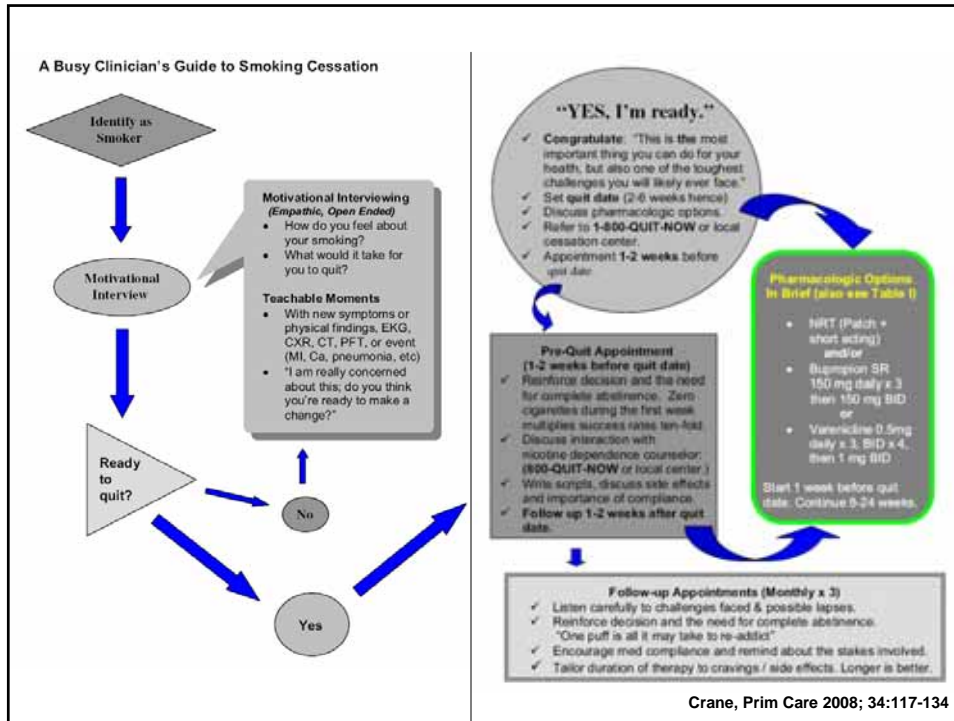 A Busy Clinician's Guide to Smoking Cessation
Identify as
Smoker
Motivational Interviewing
(Empathic, Open Ended)
• How do you feel about
your smoking?
• What would it take for
you to quit?
Teachable Moments
• With new symptoms or
physical findings, EKG,
CXR, CT, PFT, or event
(MI, Ca, pneumonia, etc)
• "I am really concerned
about this; do you think
you're ready to make a
change?"
Motivational
Interview
Ready
to
quit?
No
Yes
"YES, I'm ready."
✓ Congratulate: "This is the most
important thing you can do for your
health, but also one of the toughest
challenges you will likely ever face."
✓ Set quit date (2-6 weeks hence)
✓ Discuss pharmacologic options.
✓ Refer to 1-800-QUIT-NOW or local
cessation center.
✓ Appointment 1-2 weeks before
quit date
Pre-Quit Appointment
(1-2 weeks before quit date)
✓ Reinforce decision and the need
for complete abstinence. Zero
cigarettes during the first week
multiplies success rates ten-fold.
✓ Discuss interaction with
nicotine dependence counselor:
(800-QUIT-NOW or local center.)
✓ Write scripts, discuss side effects
and importance of compliance.
✓ Follow up 1-2 weeks after quit
date.
Pharmacologic Options
In Brief (also see Table I)
• NRT (Patch +
short acting)
and/or
• Bupropion SR
150 mg daily x 3
then 150 mg BID
or
• Varenicline 0.5mg
daily x 3, BID x 4,
then 1 mg BID
Start 1 week before quit
date. Continue 6-24 weeks.
Follow-up Appointments (Monthly x 3)
✓ Listen carefully to challenges faced & possible lapses.
✓ Reinforce decision and the need for complete abstinence.
"One puff is all it may take to re-addict"
✓ Encourage med compliance and remind about the stakes involved.
✓ Tailor duration of therapy to cravings / side effects. Longer is better.
Crane, Prim Care 2008; 34:117-134